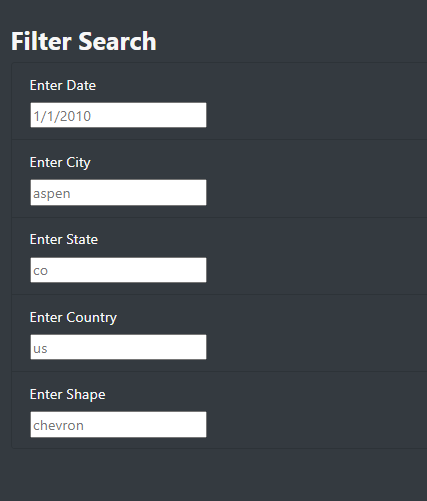 Filter Search
Enter Date
1/1/2010
Enter City
aspen
Enter State
co
Enter Country
us
Enter Shape
chevron